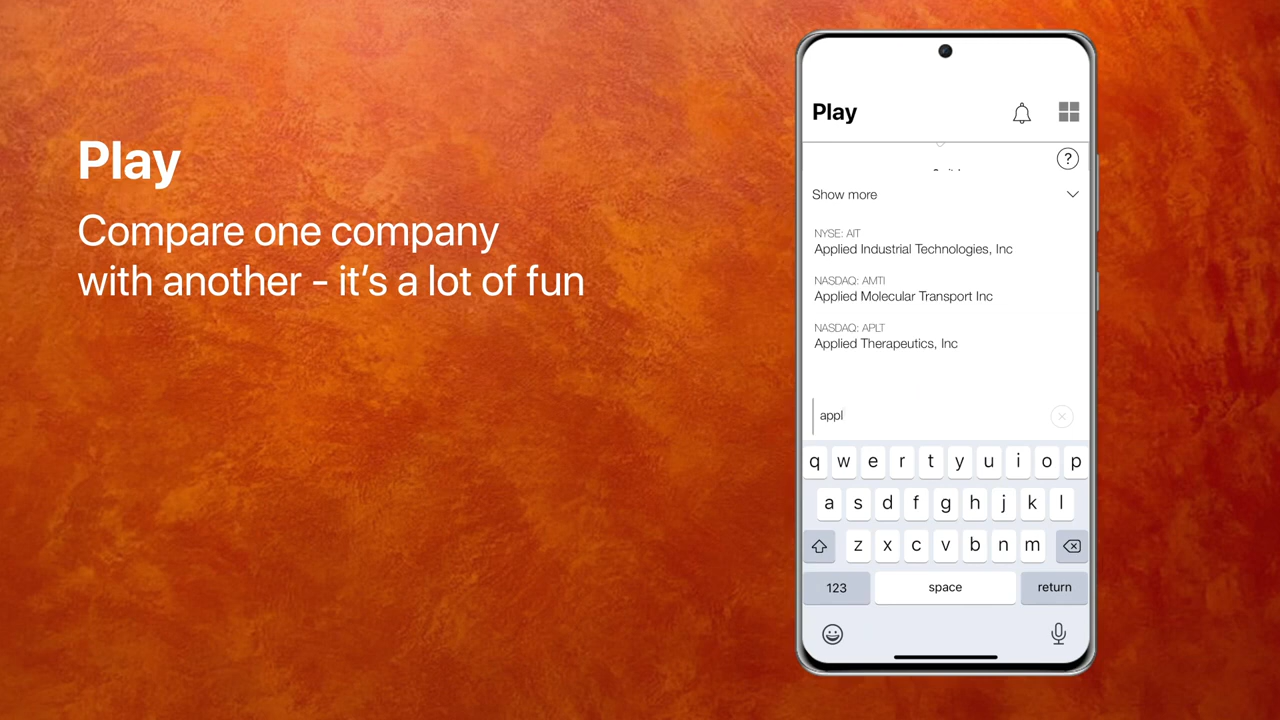 Play
Compare one company
with another - it's a lot of fun
Play
?
Show more
NYSE: AIT
Applied Industrial Technologies, Inc
NASDAQ: AMTI
Applied Molecular Transport Inc
NASDAQ: APLT
Applied Therapeutics, Inc
appl
q w e r t y u i o p
a s d f g h j k l
z x c v b n m
123 space return